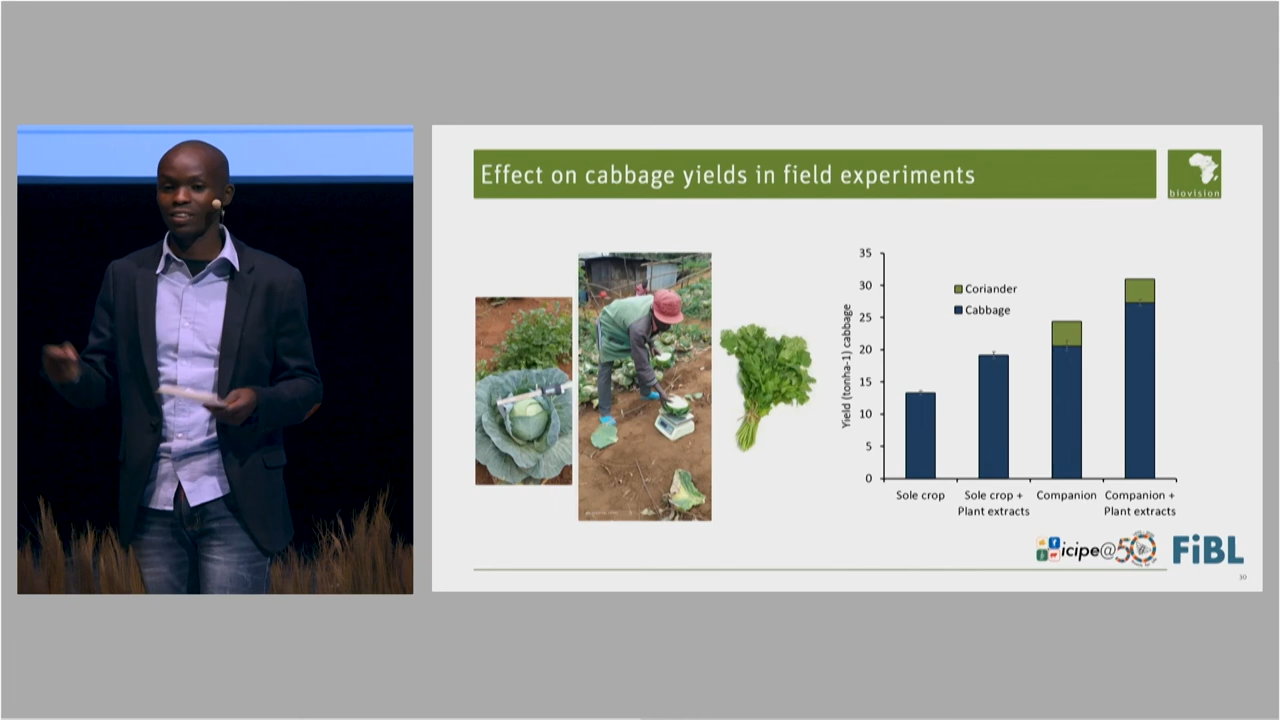 Effect on cabbage yields in field experiments
biovision
35
30
25
20
15
10
5
0
Yield (tonha-1) cabbage
Coriander
Cabbage
Sole crop
Sole crop +
Plant extracts
Companion
Companion +
Plant extracts
icipe@50
FiBL
30